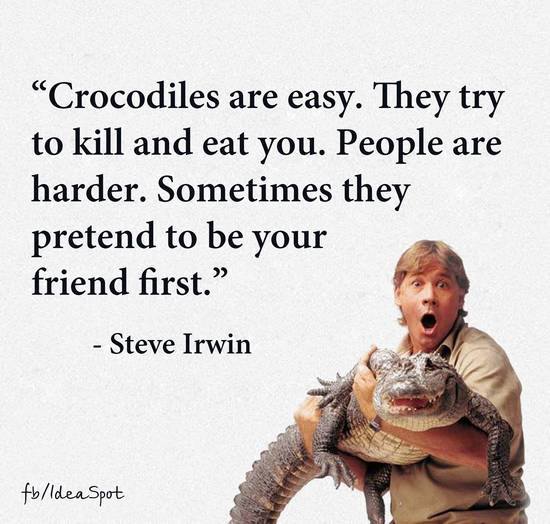 “Crocodiles are easy. They try
to kill and eat you. People are
harder. Sometimes they
pretend to be your
friend first.”
- Steve Irwin
fb/IdeaSpot